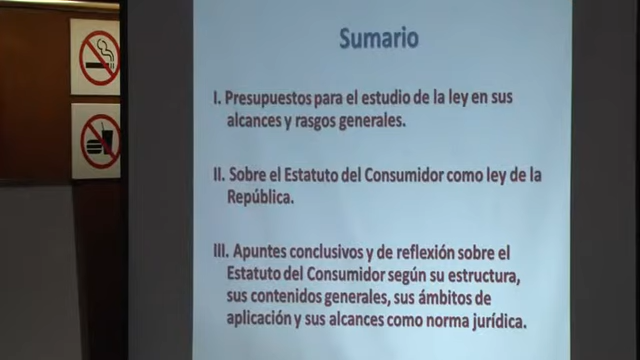 Sumario
I. Presupuestos para el estudio de la ley en sus
alcances y rasgos generales.
II. Sobre el Estatuto del Consumidor como ley de la
República.
III. Apuntes conclusivos y de reflexión sobre el
Estatuto del Consumidor según su estructura,
sus contenidos generales, sus ámbitos de
aplicación y sus alcances como norma jurídica.